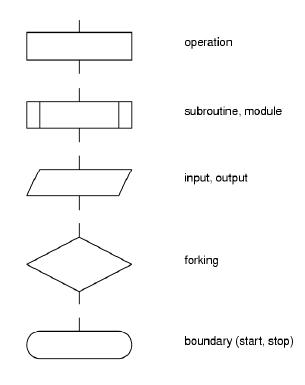 operation
subroutine, module
input, output
forking
boundary (start, stop)